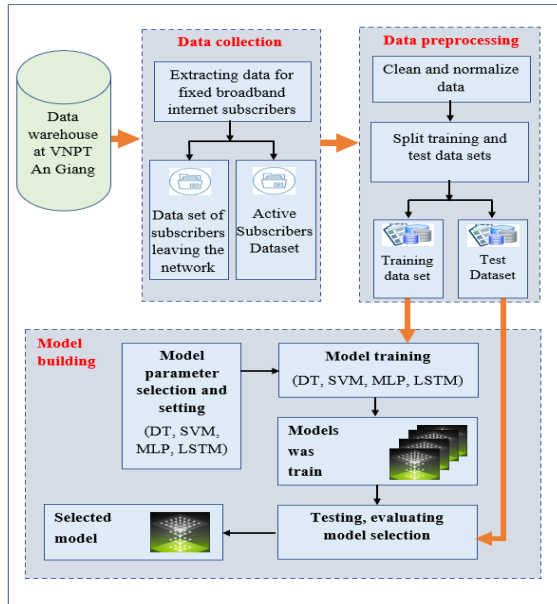 Data collection
Data preprocessing
Data
warehouse
at VNPT
An Giang
Extracting data for
fixed broadband
internet subscribers
Data set of
subscribers
leaving the
network
Active
Subscribers
Dataset
Clean and normalize
data
Split training and
test data sets
Training
data set
Test
Dataset
Model
building
Model
parameter
selection and
setting
(DT, SVM,
MLP, LSTM)
Model training
(DT, SVM, MLP, LSTM)
Models
was
train
Testing, evaluating
model selection
Selected
model